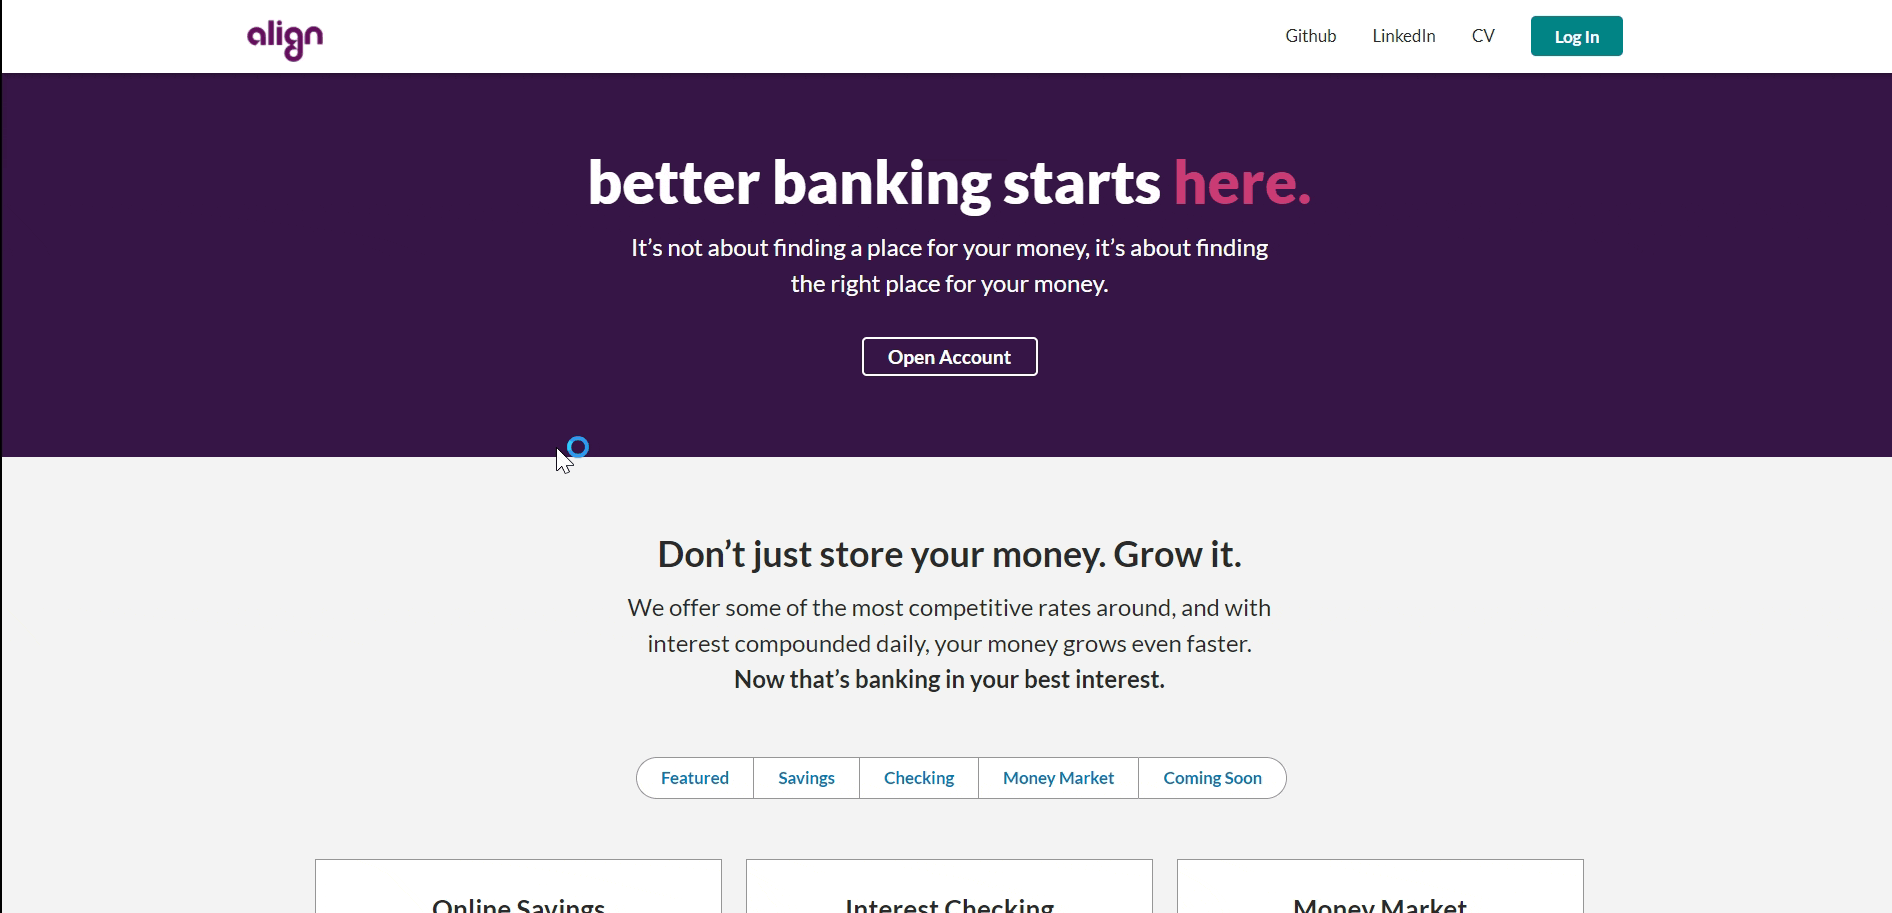 align
Github LinkedIn CV Log In
better banking starts here.
It’s not about finding a place for your money, it’s about finding
the right place for your money.
Open Account
Don’t just store your money. Grow it.
We offer some of the most competitive rates around, and with
interest compounded daily, your money grows even faster.
Now that’s banking in your best interest.
Featured Savings Checking Money Market Coming Soon
Online Savings Interest Checking Money Market